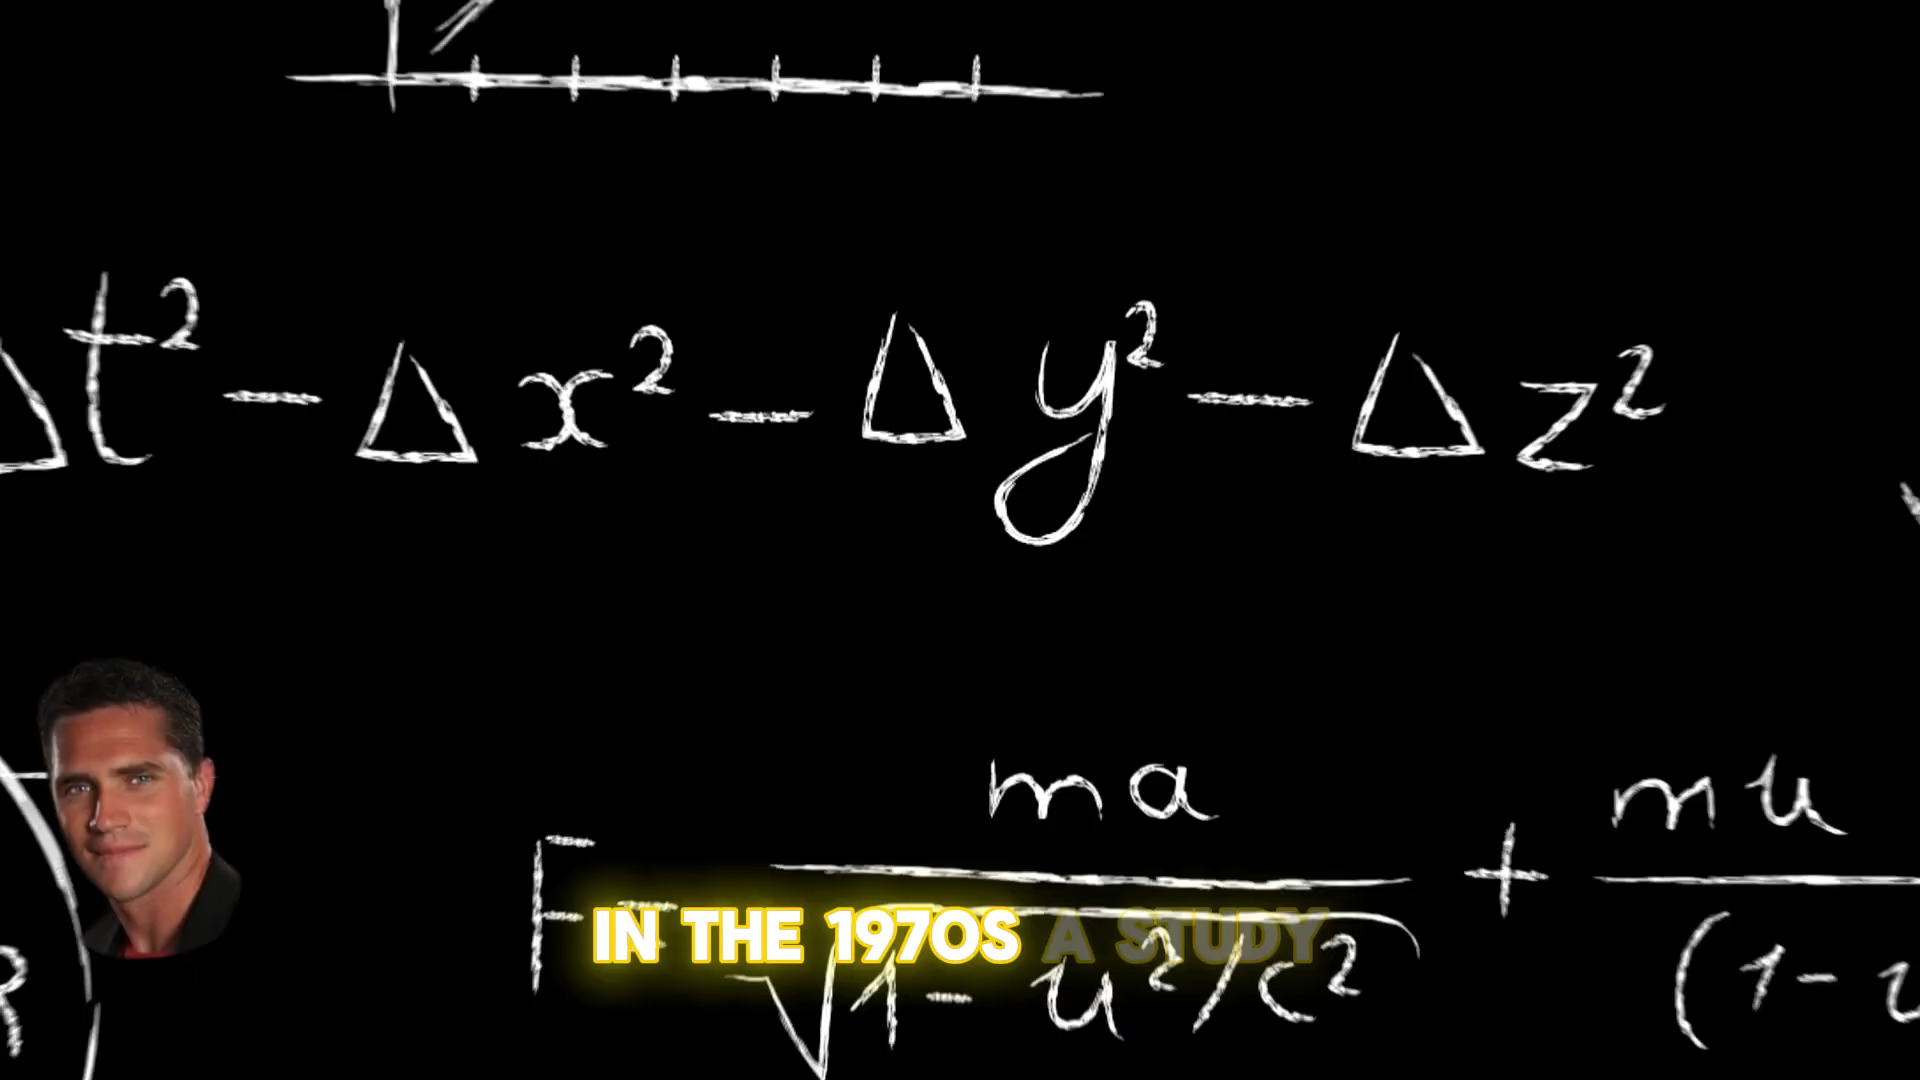 Δt² - Δx² - Δy² - Δz²
ma
mu
F =
+
√1 - u²/c²
(1 -
IN THE 1970S A STUDY